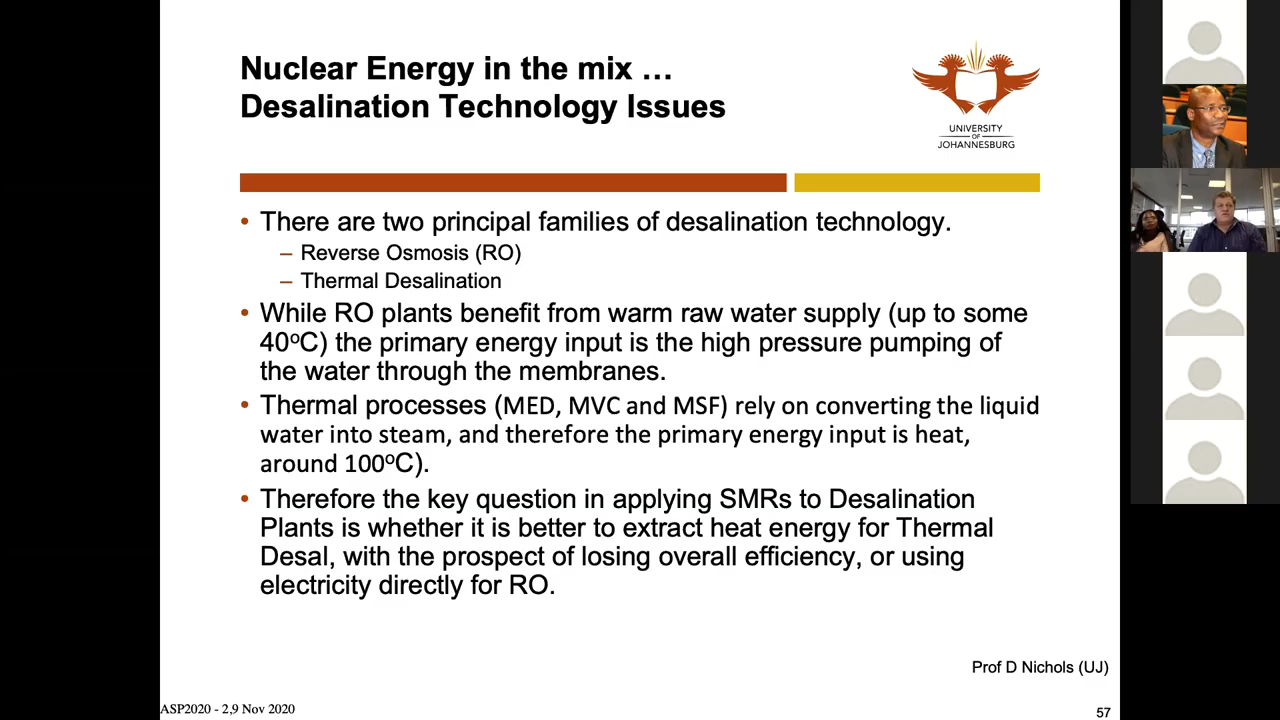 Nuclear Energy in the mix …
Desalination Technology Issues
UNIVERSITY
OF
JOHANNESBURG
• There are two principal families of desalination technology.
– Reverse Osmosis (RO)
– Thermal Desalination
• While RO plants benefit from warm raw water supply (up to some
40ºC) the primary energy input is the high pressure pumping of
the water through the membranes.
• Thermal processes (MED, MVC and MSF) rely on converting the liquid
water into steam, and therefore the primary energy input is heat,
around 100ºC).
• Therefore the key question in applying SMRs to Desalination
Plants is whether it is better to extract heat energy for Thermal
Desal, with the prospect of losing overall efficiency, or using
electricity directly for RO.
Prof D Nichols (UJ)
ASP2020 - 2,9 Nov 2020
57